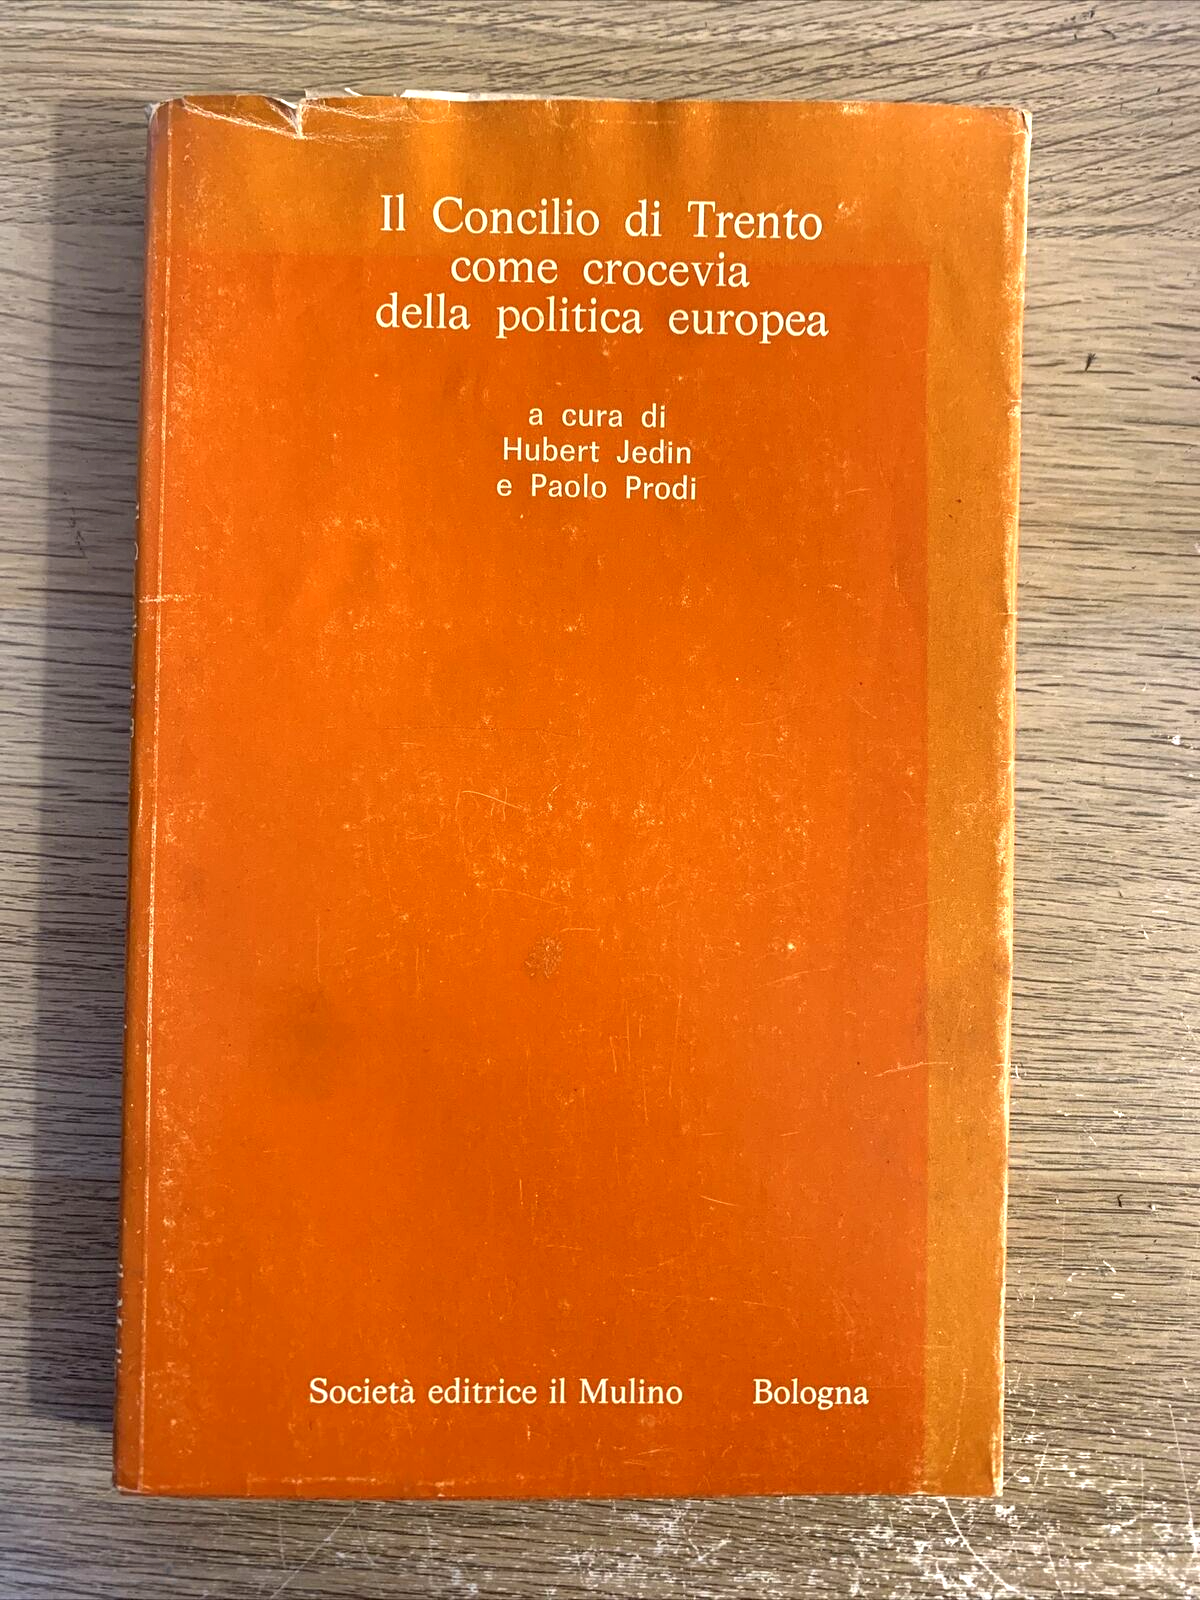 Il Concilio di Trento
come crocevia
della politica europea
a cura di
Hubert Jedin
e Paolo Prodi
Società editrice il Mulino Bologna